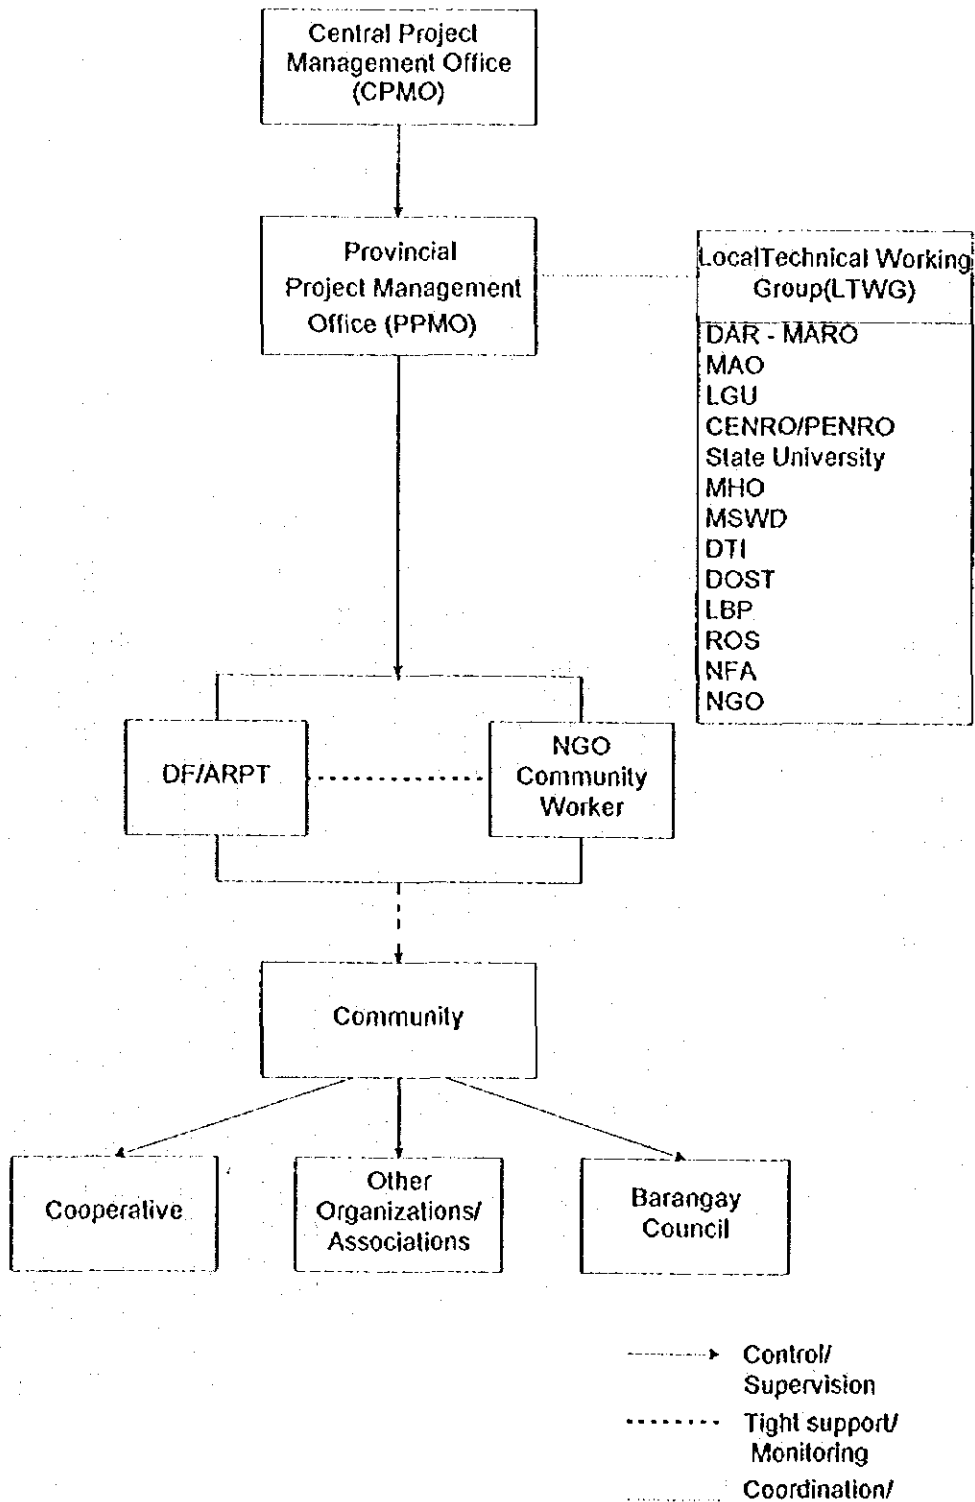 Central Project
Management Office
(CPMO)
Provincial
Project Management
Office (PPMO)
LocalTechnical Working
Group(LTWG)
DAR - MARO
MAO
LGU
CENRO/PENRO
State University
MHO
MSWD
DTI
DOST
LBP
ROS
NFA
NGO
DF/ARPT
NGO
Community
Worker
Community
Cooperative
Other
Organizations/
Associations
Barangay
Council
Control/
Supervision
Tight support/
Monitoring
Coordination/